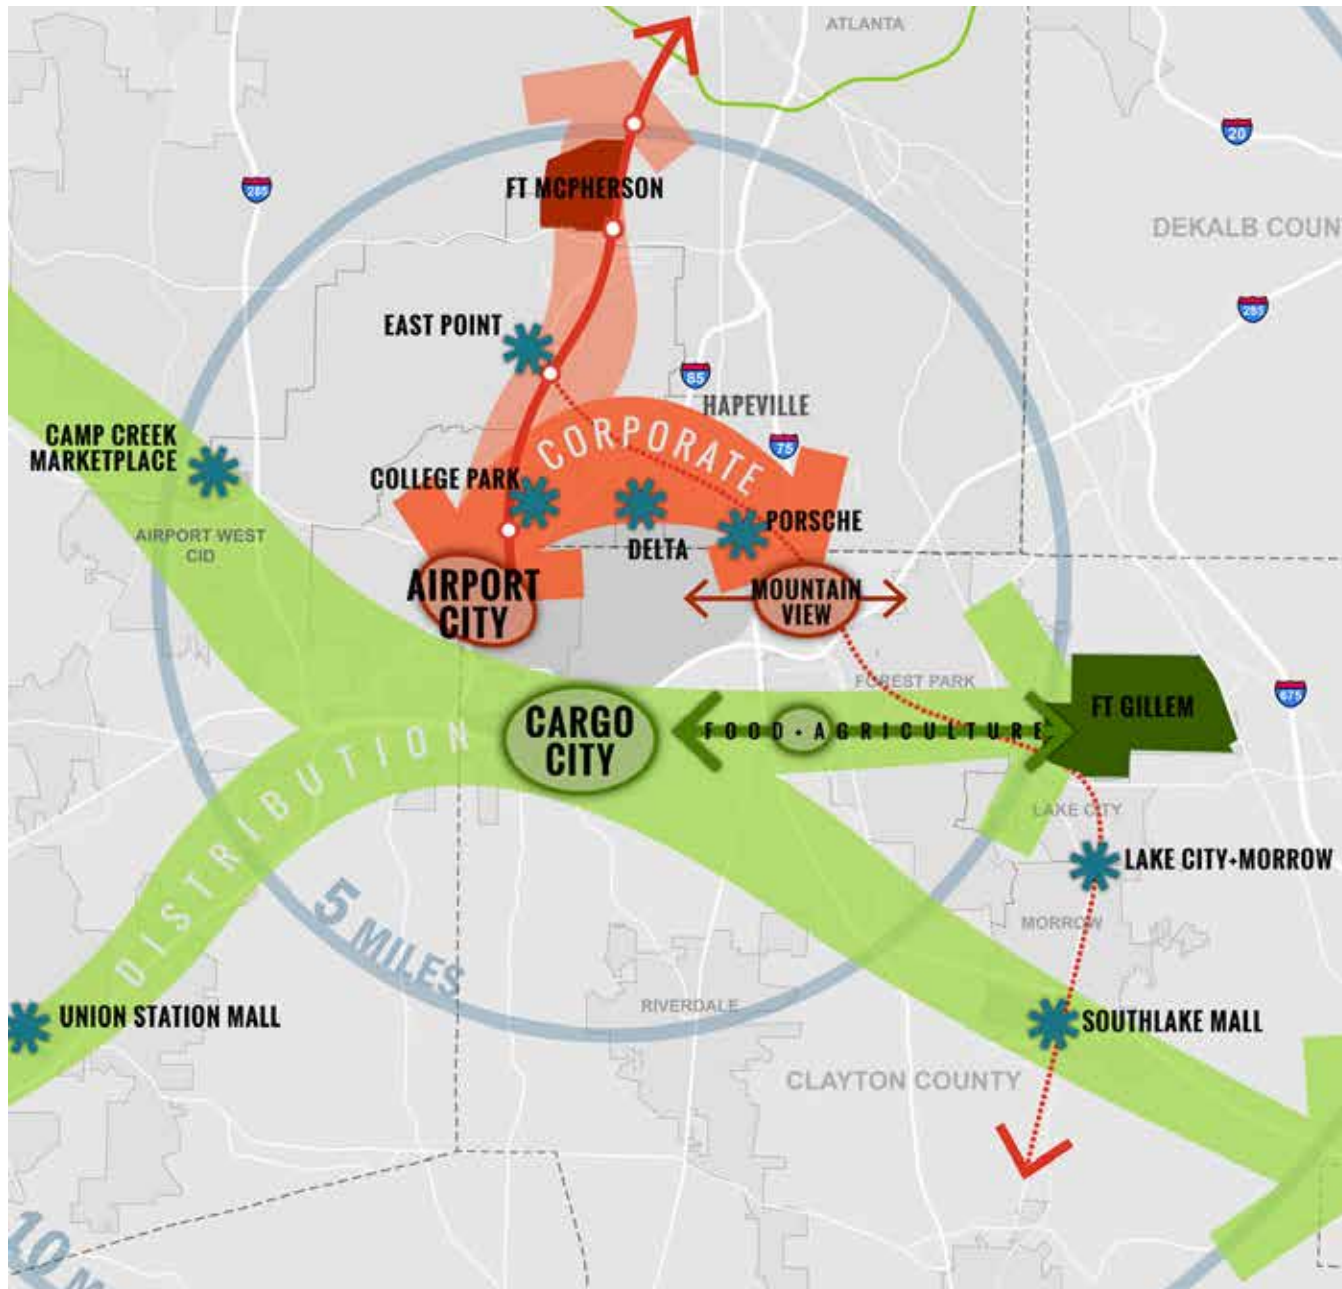 ATLANTA
20
285
FT MCPHERSON
DEKALB COUN
285
EAST POINT
85
HAPEVILLE
CORPORATE
75
CAMP CREEK
MARKETPLACE
COLLEGE PARK
PORSCHE
AIRPORT WEST
CID
DELTA
AIRPORT
CITY
MOUNTAIN
VIEW
FOREST PARK
675
FT GILLEM
CARGO
CITY
FOOD • AGRICULTURE
DISTRIBUTION
LAKE CITY
LAKE CITY+MORROW
5 MILES
MORROW
RIVERDALE
UNION STATION MALL
SOUTHLAKE MALL
CLAYTON COUNTY
10 M